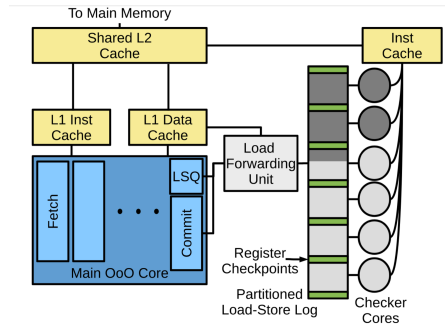 To Main Memory
Shared L2
Cache
Inst
Cache
L1 Inst
Cache
L1 Data
Cache
Load
Forwarding
Unit
LSQ
Fetch
Commit
Main OoO Core
Register
Checkpoints
Partitioned
Load-Store Log
Checker
Cores